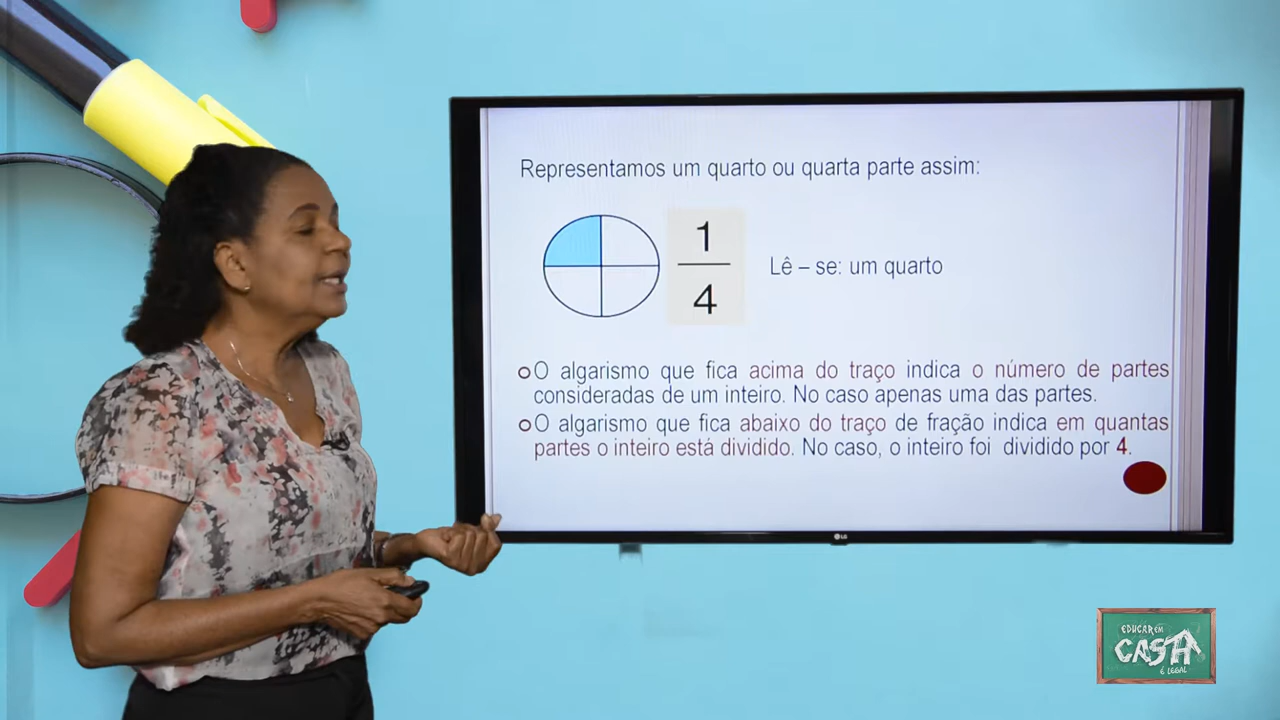 Representamos um quarto ou quarta parte assim:
1
4
Lê – se: um quarto
O algarismo que fica acima do traço indica o número de partes
consideradas de um inteiro. No caso apenas uma das partes.
O algarismo que fica abaixo do traço de fração indica em quantas
partes o inteiro está dividido. No caso, o inteiro foi dividido por 4.
LG
EDUCAR EM
CASA
É LEGAL